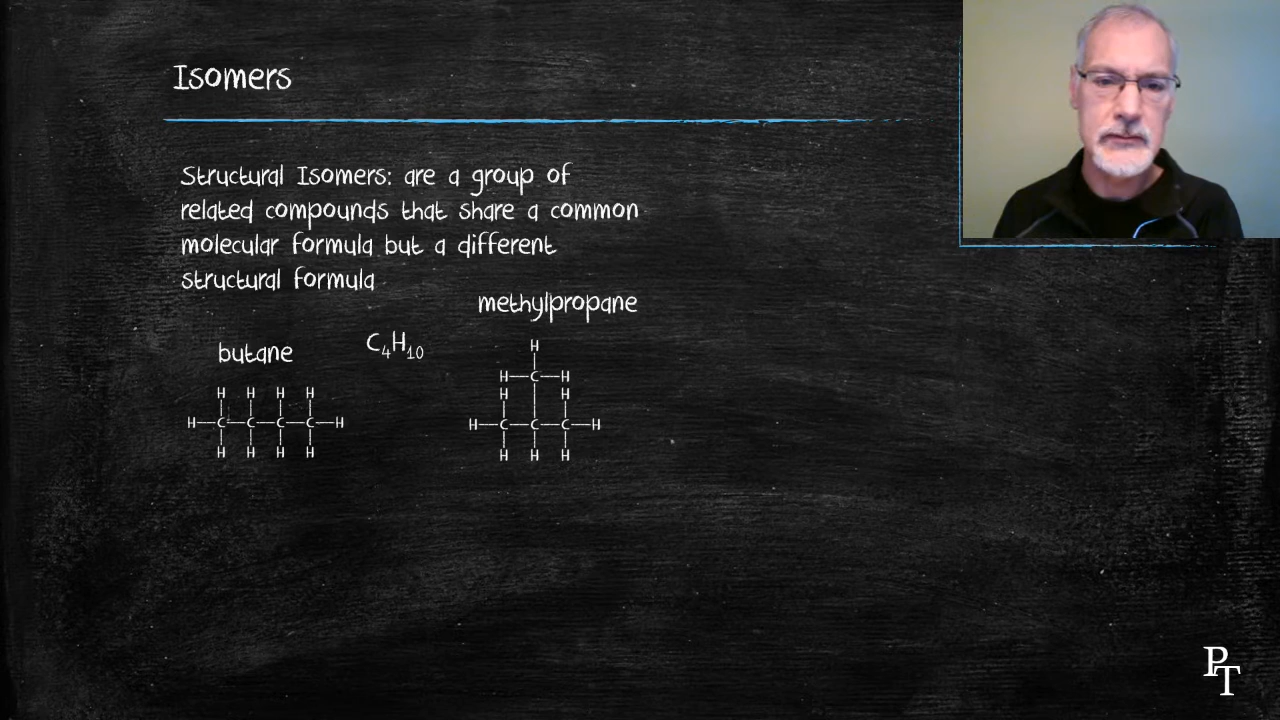 Isomers
Structural Isomers: are a group of
related compounds that share a common
molecular formula but a different
structural formula
butane
C₄H₁₀
methylpropane
H H H H
H—C—C—C—C—H
H H H H
H
H—C—H
H H
H—C—C—C—H
H H H
PT